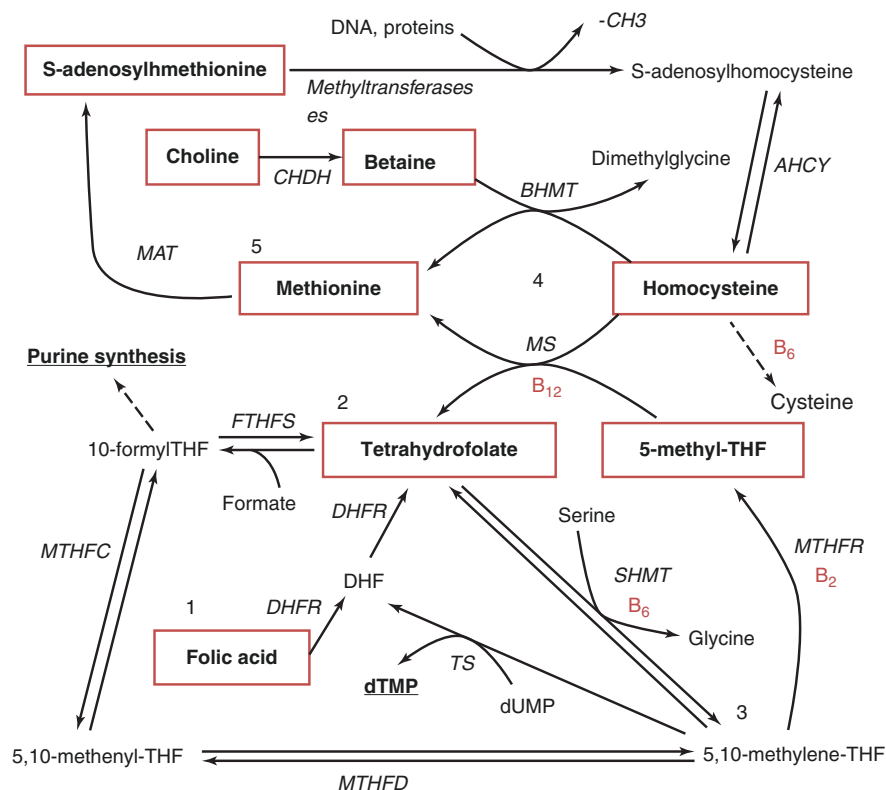 DNA, proteins
-CH3
S-adenosylhmethionine
Methyltransferases
es
S-adenosylhomocysteine
Choline
CHDH
Betaine
BHMT
Dimethylglycine
AHCY
MAT
5
Methionine
4
Homocysteine
MS
B12
B6
Cysteine
Purine synthesis
10-formylTHF
FTHFS
Formate
2
Tetrahydrofolate
5-methyl-THF
MTHFC
DHFR
DHF
Serine
SHMT
B6
Glycine
MTHFR
B2
1
DHFR
Folic acid
dTMP
TS
dUMP
3
5,10-methenyl-THF
MTHFD
5,10-methylene-THF